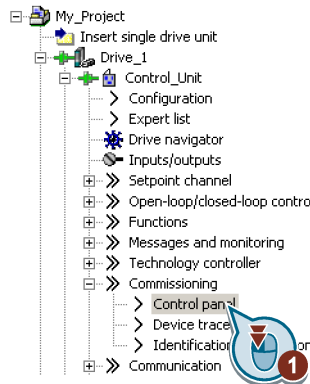 My_Project
Insert single drive unit
Drive_1
Control_Unit
Configuration
Expert list
Drive navigator
Inputs/outputs
Setpoint channel
Open-loop/closed-loop contro
Functions
Messages and monitoring
Technology controller
Commissioning
Control panel
Device trace
Identification on
Communication
1